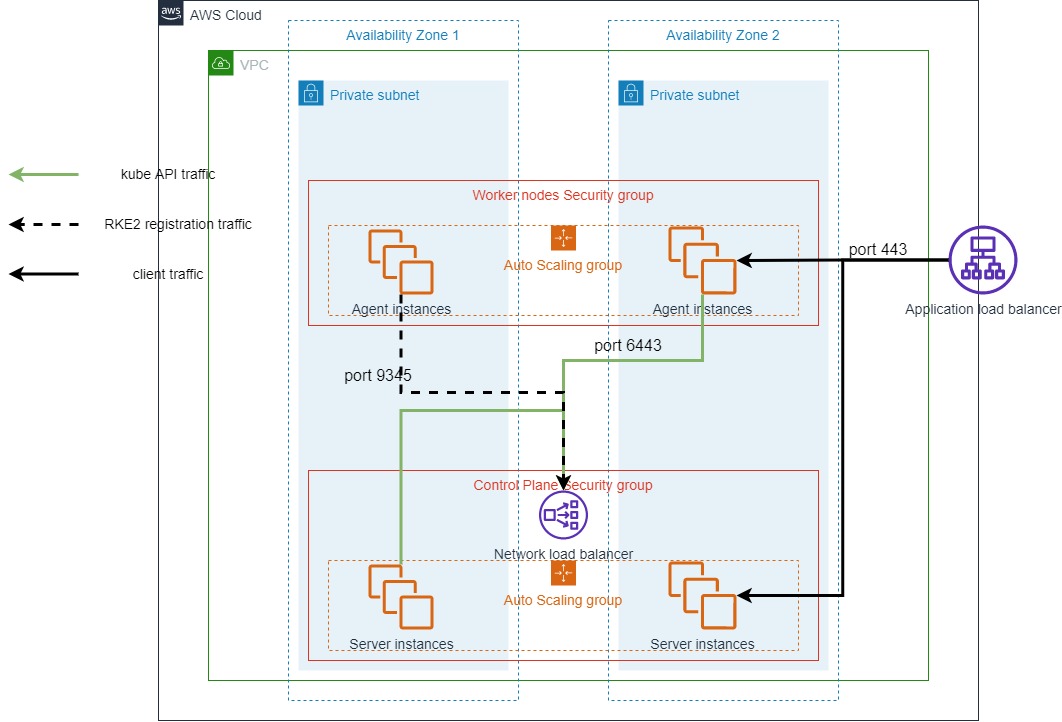 aws
AWS Cloud
Availability Zone 1
Availability Zone 2
VPC
Private subnet
Private subnet
kube API traffic
RKE2 registration traffic
client traffic
Worker nodes Security group
Auto Scaling group
Agent instances
Agent instances
port 443
Application load balancer
port 6443
port 9345
Control Plane Security group
Network load balancer
Auto Scaling group
Server instances
Server instances